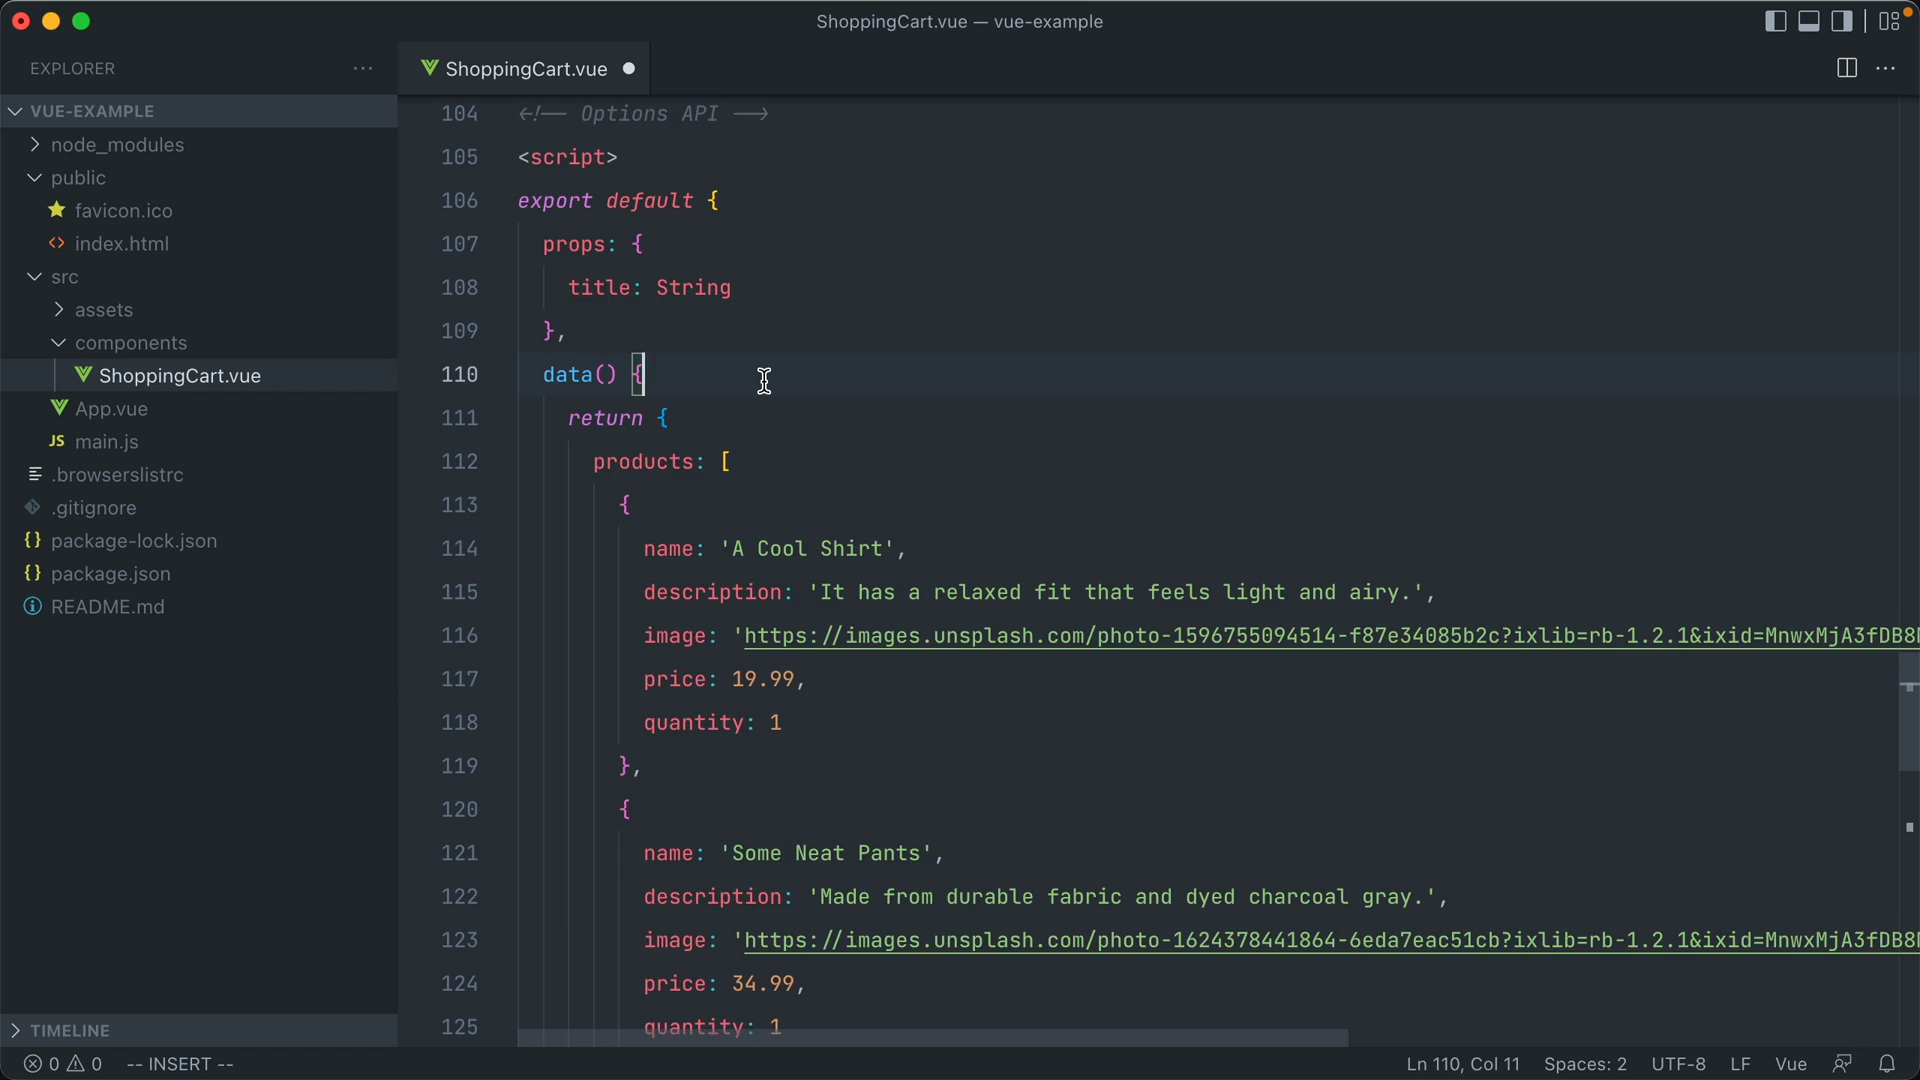 ShoppingCart.vue — vue-example
EXPLORER
ShoppingCart.vue
VUE-EXAMPLE
node_modules
public
favicon.ico
index.html
src
assets
components
ShoppingCart.vue
App.vue
JS main.js
.browserslistrc
.gitignore
{} package-lock.json
{} package.json
README.md
TIMELINE
104 <!-- Options API -->
105 <script>
106 export default {
107 props: {
108 title: String
109 },
110 data() {
111 return {
112 products: [
113 {
114 name: 'A Cool Shirt',
115 description: 'It has a relaxed fit that feels light and airy.',
116 image: 'https://images.unsplash.com/photo-1596755094514-f87e34085b2c?ixlib=rb-1.2.1&ixid=MnwxMjA3fDB8M
117 price: 19.99,
118 quantity: 1
119 },
120 {
121 name: 'Some Neat Pants',
122 description: 'Made from durable fabric and dyed charcoal gray.',
123 image: 'https://images.unsplash.com/photo-1624378441864-6eda7eac51cb?ixlib=rb-1.2.1&ixid=MnwxMjA3fDB8M
124 price: 34.99,
125 quantity: 1
0 0 -- INSERT -- Ln 110, Col 11 Spaces: 2 UTF-8 LF Vue